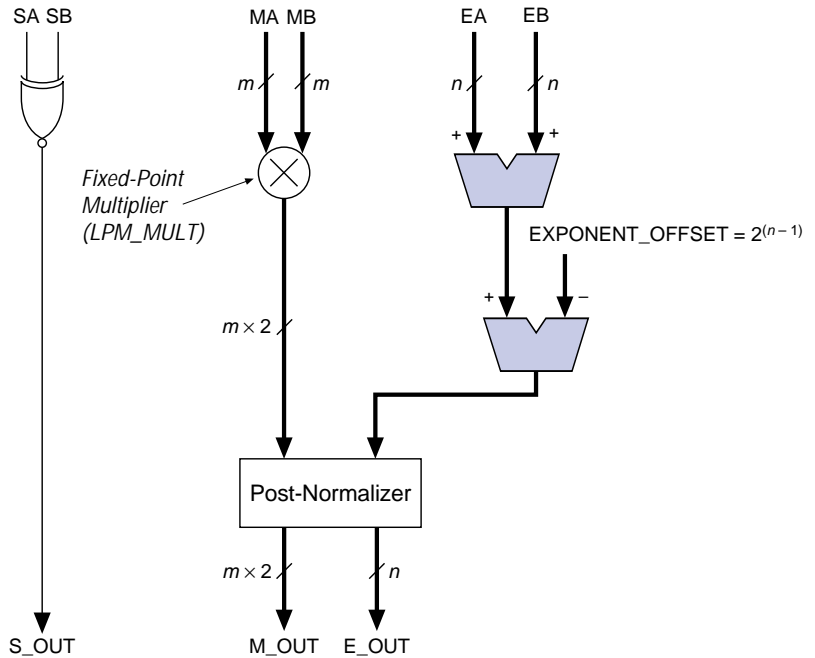 SA SB
MA MB
EA EB
m m
n n
+ +
Fixed-Point
Multiplier
(LPM_MULT)
EXPONENT_OFFSET = 2^(n – 1)
+ –
m × 2
Post-Normalizer
m × 2 n
S_OUT
M_OUT E_OUT